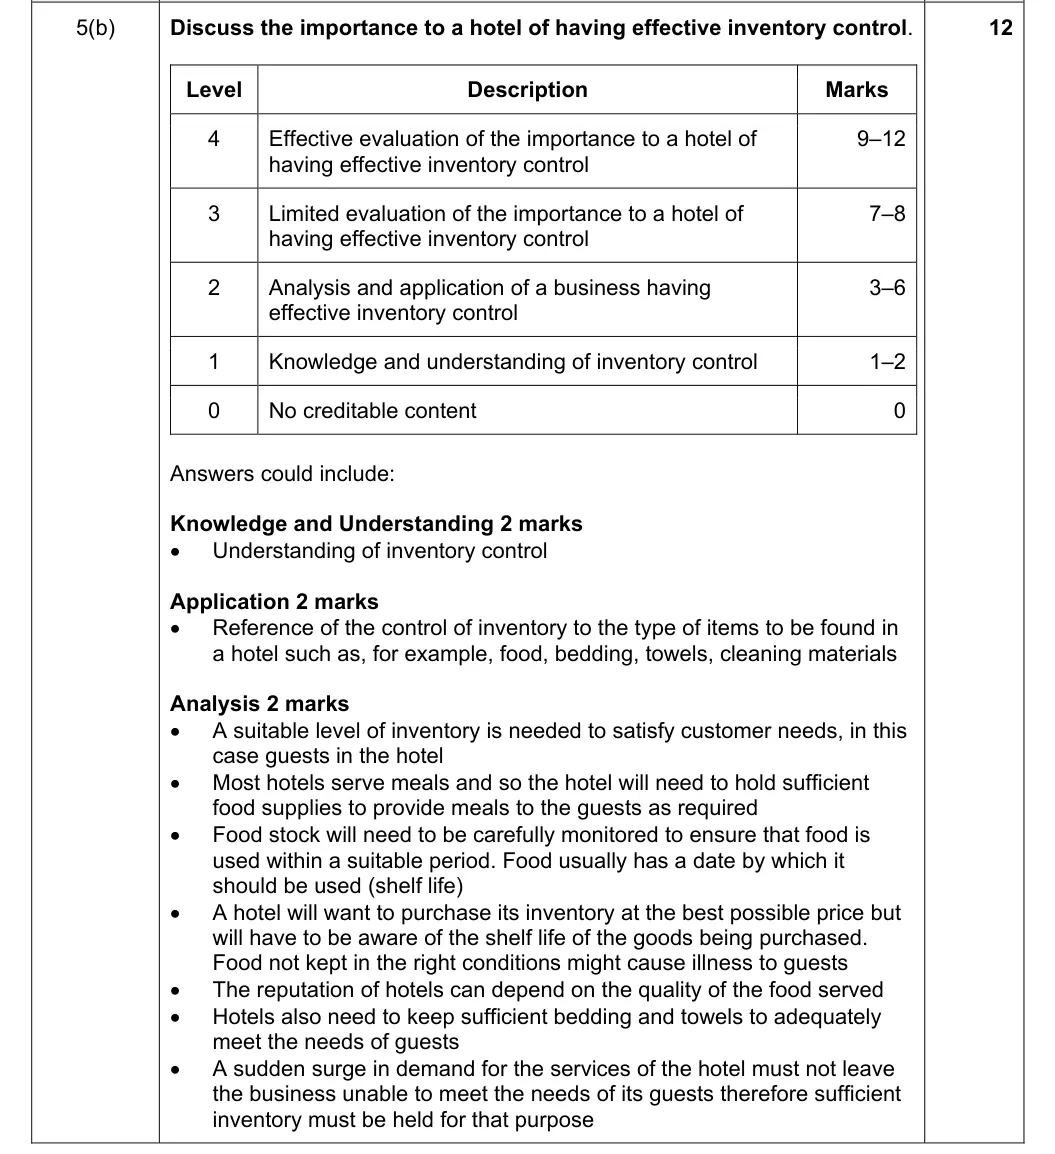 5(b) Discuss the importance to a hotel of having effective inventory control. 12
Level Description Marks
4 Effective evaluation of the importance to a hotel of 9–12
having effective inventory control
3 Limited evaluation of the importance to a hotel of 7–8
having effective inventory control
2 Analysis and application of a business having 3–6
effective inventory control
1 Knowledge and understanding of inventory control 1–2
0 No creditable content 0
Answers could include:
Knowledge and Understanding 2 marks
• Understanding of inventory control
Application 2 marks
• Reference of the control of inventory to the type of items to be found in
a hotel such as, for example, food, bedding, towels, cleaning materials
Analysis 2 marks
• A suitable level of inventory is needed to satisfy customer needs, in this
case guests in the hotel
• Most hotels serve meals and so the hotel will need to hold sufficient
food supplies to provide meals to the guests as required
• Food stock will need to be carefully monitored to ensure that food is
used within a suitable period. Food usually has a date by which it
should be used (shelf life)
• A hotel will want to purchase its inventory at the best possible price but
will have to be aware of the shelf life of the goods being purchased.
Food not kept in the right conditions might cause illness to guests
• The reputation of hotels can depend on the quality of the food served
• Hotels also need to keep sufficient bedding and towels to adequately
meet the needs of guests
• A sudden surge in demand for the services of the hotel must not leave
the business unable to meet the needs of its guests therefore sufficient
inventory must be held for that purpose